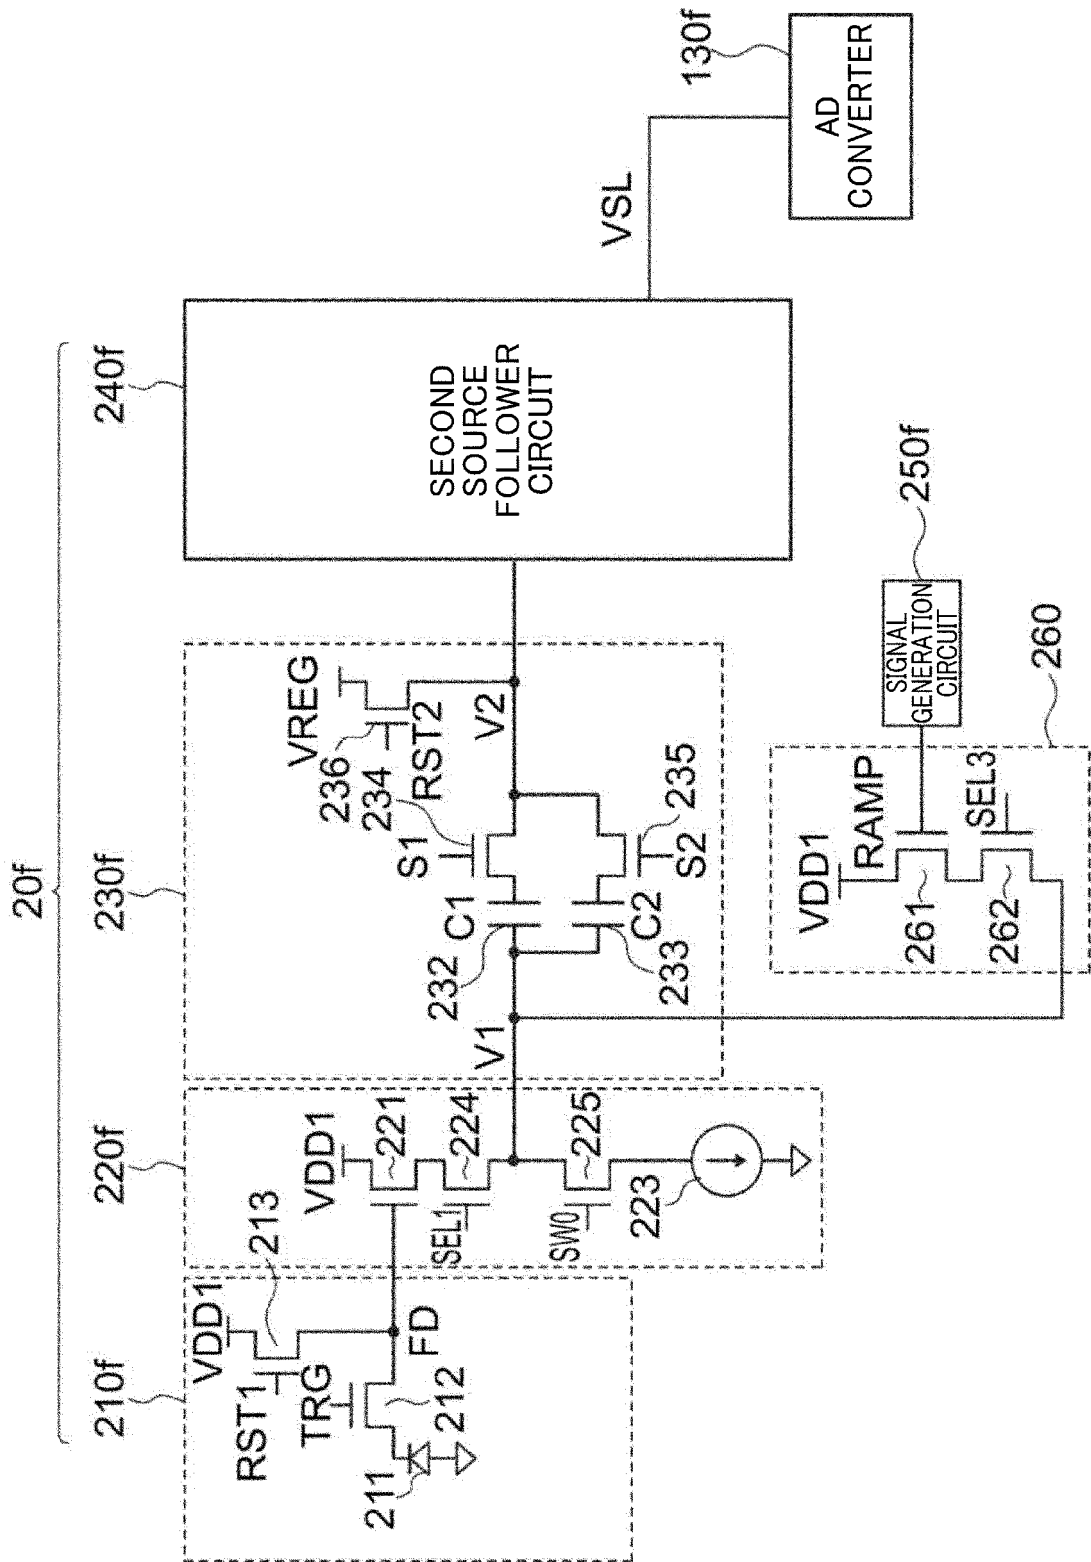 20f
210f
220f
230f
240f
VDD1
213
RST1
TRG
FD
212
211
VDD1
221
SEL1
224
SW0
225
223
V1
C1
232
C2
233
S1
234
S2
235
VREG
236
RST2
V2
SECOND
SOURCE
FOLLOWER
CIRCUIT
VSL
130f
AD
CONVERTER
VDD1
RAMP
261
SEL3
262
260
SIGNAL
GENERATION
CIRCUIT
250f